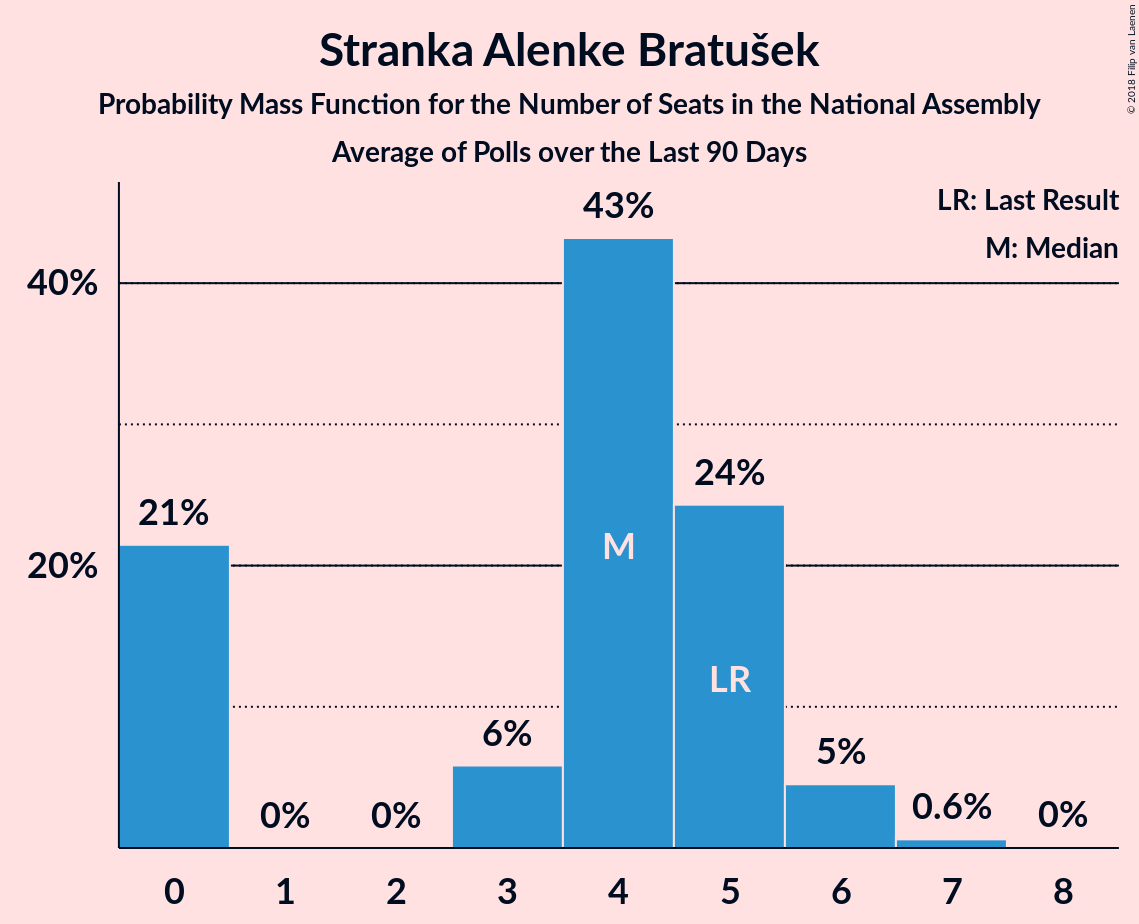 Stranka Alenke Bratušek
Probability Mass Function for the Number of Seats in the National Assembly
Average of Polls over the Last 90 Days
© 2018 Filip van Laenen
LR: Last Result
M: Median
40%
20%
21%
0%
0%
6%
43%
24%
5%
0.6%
0%
M
LR
0 1 2 3 4 5 6 7 8